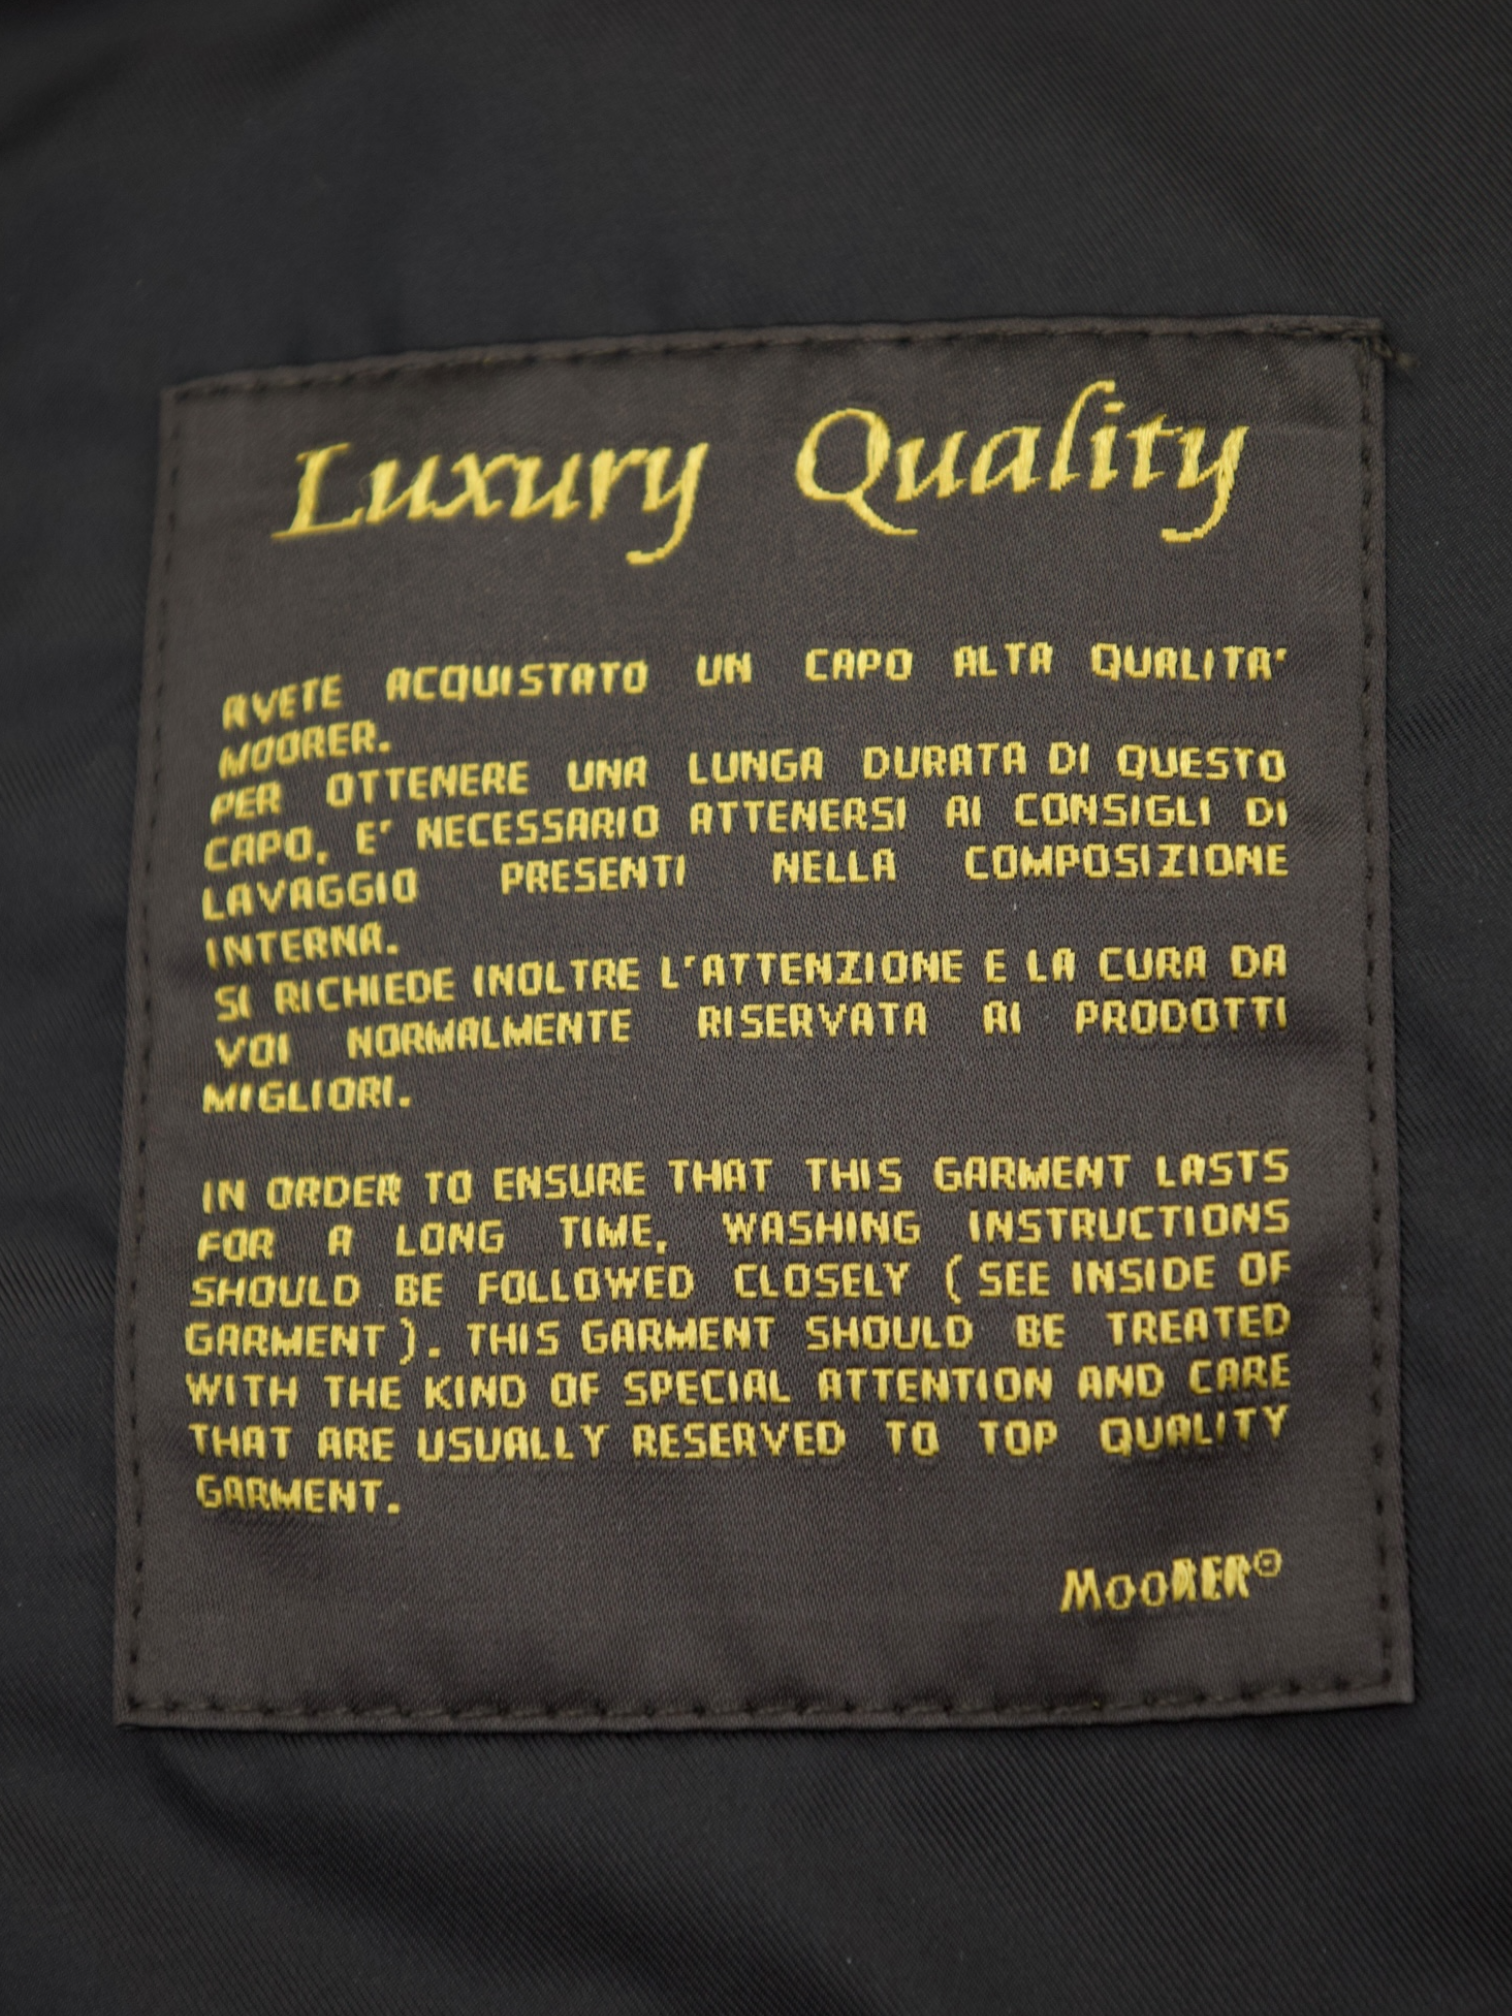 Luxury Quality
AVETE ACQUISTATO UN CAPO ALTA QUALITA'
MOORER.
PER OTTENERE UNA LUNGA DURATA DI QUESTO
CAPO, E' NECESSARIO ATTENERSI AI CONSIGLI DI
LAVAGGIO PRESENTI NELLA COMPOSIZIONE
INTERNA.
SI RICHIEDE INOLTRE L'ATTENZIONE E LA CURA DA
VOI NORMALMENTE RISERVATA AI PRODOTTI
MIGLIORI.
IN ORDER TO ENSURE THAT THIS GARMENT LASTS
FOR A LONG TIME, WASHING INSTRUCTIONS
SHOULD BE FOLLOWED CLOSELY ( SEE INSIDE OF
GARMENT ). THIS GARMENT SHOULD BE TREATED
WITH THE KIND OF SPECIAL ATTENTION AND CARE
THAT ARE USUALLY RESERVED TO TOP QUALITY
GARMENT.
MOORER®